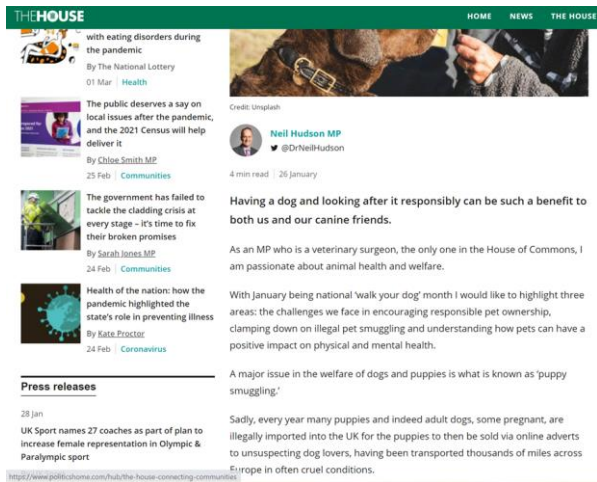 THEHOUSE
HOME NEWS THE HOUSE
with eating disorders during
the pandemic
By The National Lottery
01 Mar Health
The public deserves a say on
local issues after the pandemic,
and the 2021 Census will help
deliver it
By Chloe Smith MP
25 Feb Communities
The government has failed to
tackle the cladding crisis at
every stage – it's time to fix
their broken promises
By Sarah Jones MP
24 Feb Communities
Health of the nation: how the
pandemic highlighted the
state's role in preventing illness
By Kate Proctor
24 Feb Coronavirus
Press releases
28 Jan
UK Sport names 27 coaches as part of plan to
increase female representation in Olympic &
Paralympic sport
https://www.politicshome.com/hub/the-house-connecting-communities
Credit: Unsplash
Neil Hudson MP
@DrNeilHudson
4 min read 26 January
Having a dog and looking after it responsibly can be such a benefit to
both us and our canine friends.
As an MP who is a veterinary surgeon, the only one in the House of Commons, I
am passionate about animal health and welfare.
With January being national 'walk your dog' month I would like to highlight three
areas: the challenges we face in encouraging responsible pet ownership,
clamping down on illegal pet smuggling and understanding how pets can have a
positive impact on physical and mental health.
A major issue in the welfare of dogs and puppies is what is known as 'puppy
smuggling.'
Sadly, every year many puppies and indeed adult dogs, some pregnant, are
illegally imported into the UK for the puppies to then be sold via online adverts
to unsuspecting dog lovers, having been transported thousands of miles across
Europe in often cruel conditions.